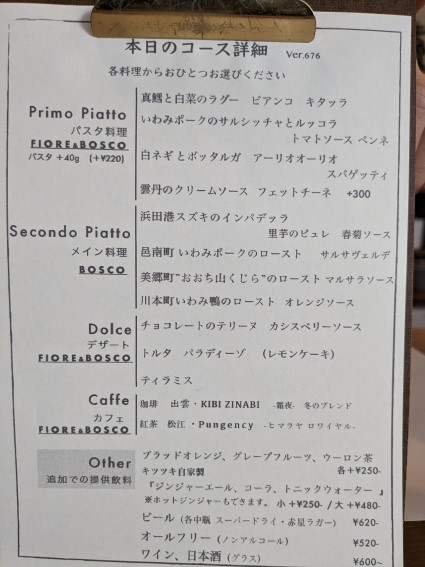 本日のコース詳細 Ver.676
各料理からおひとつお選びください
Primo Piatto
パスタ料理
FIORE&BOSCO
パスタ +40g (+¥220)
真鱈と白菜のラグー ビアンコ キタッラ
いわみポークのサルシッチャとルッコラ
トマトソース ペンネ
白ネギとボッタルガ アーリオオーリオ
スパゲッティ
雲丹のクリームソース フェットチーネ +300
Secondo Piatto
メイン料理
BOSCO
浜田港スズキのインパデッラ
里芋のピュレ 春菊ソース
邑南町 いわみポークのロースト サルサヴェルデ
美郷町"おおち山くじら"のロースト マルサラソース
川本町いわみ鴨のロースト オレンジソース
Dolce
デザート
FIORE&BOSCO
チョコレートのテリーヌ カシスベリーソース
トルタ パラディーゾ (レモンケーキ)
ティラミス
Caffe
カフェ
FIORE&BOSCO
珈琲 出雲・KIBI ZINABI -霜夜- 冬のブレンド
紅茶 松江・Pungency -ヒマラヤ ロワイヤル-
Other
追加での提供飲料
ブラッドオレンジ、グレープフルーツ、ウーロン茶
キツツキ自家製 各+¥250-
『ジンジャーエール、コーラ、トニックウォーター 』
※ホットジンジャーもできます。 小+¥250- / 大+¥480-
ビール (各中瓶 スーパードライ・赤星ラガー) ¥620-
オールフリー (ノンアルコール) ¥520-
ワイン、日本酒 (グラス) ¥600~